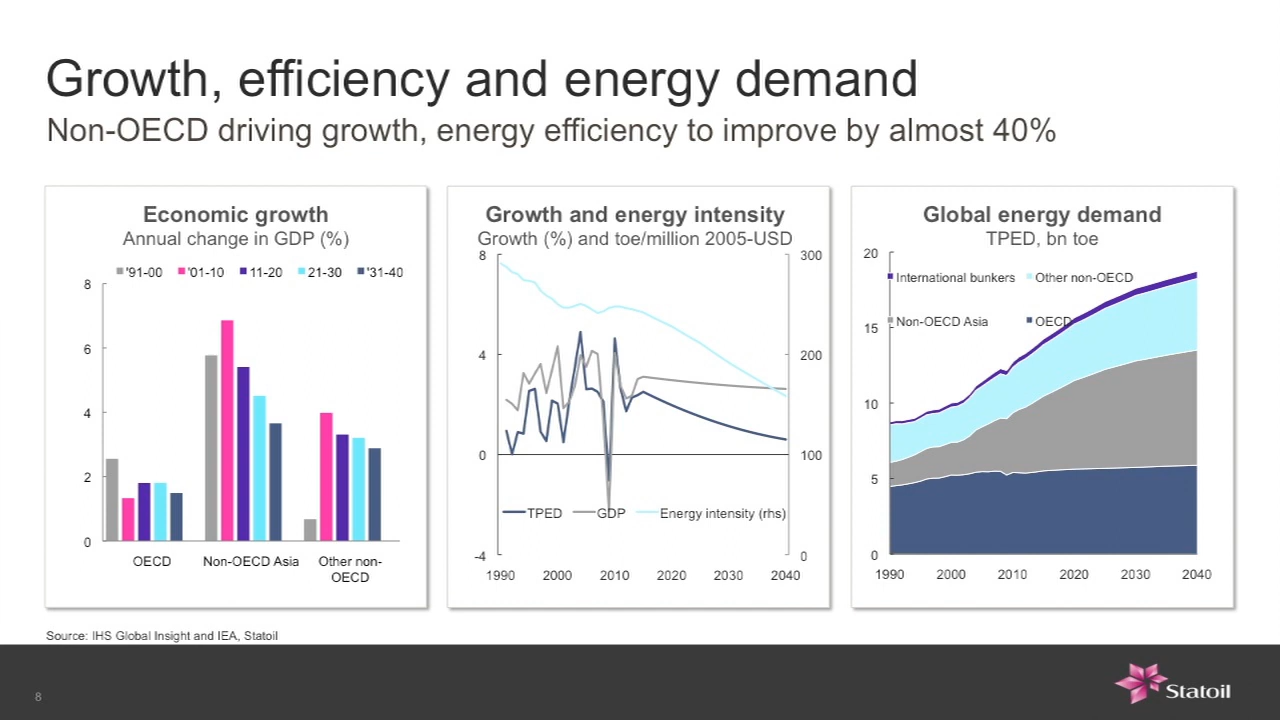 Growth, efficiency and energy demand
Non-OECD driving growth, energy efficiency to improve by almost 40%
Economic growth
Annual change in GDP (%)
'91-00 '01-10 11-20 21-30 '31-40
8
6
4
2
0
OECD Non-OECD Asia Other non-
OECD
Growth and energy intensity
Growth (%) and toe/million 2005-USD
8 300
4 200
0 100
TPED GDP Energy intensity (rhs)
-4 0
1990 2000 2010 2020 2030 2040
Global energy demand
TPED, bn toe
20
International bunkers Other non-OECD
Non-OECD Asia OECD
15
10
5
0
1990 2000 2010 2020 2030 2040
Source: IHS Global Insight and IEA, Statoil
8
Statoil